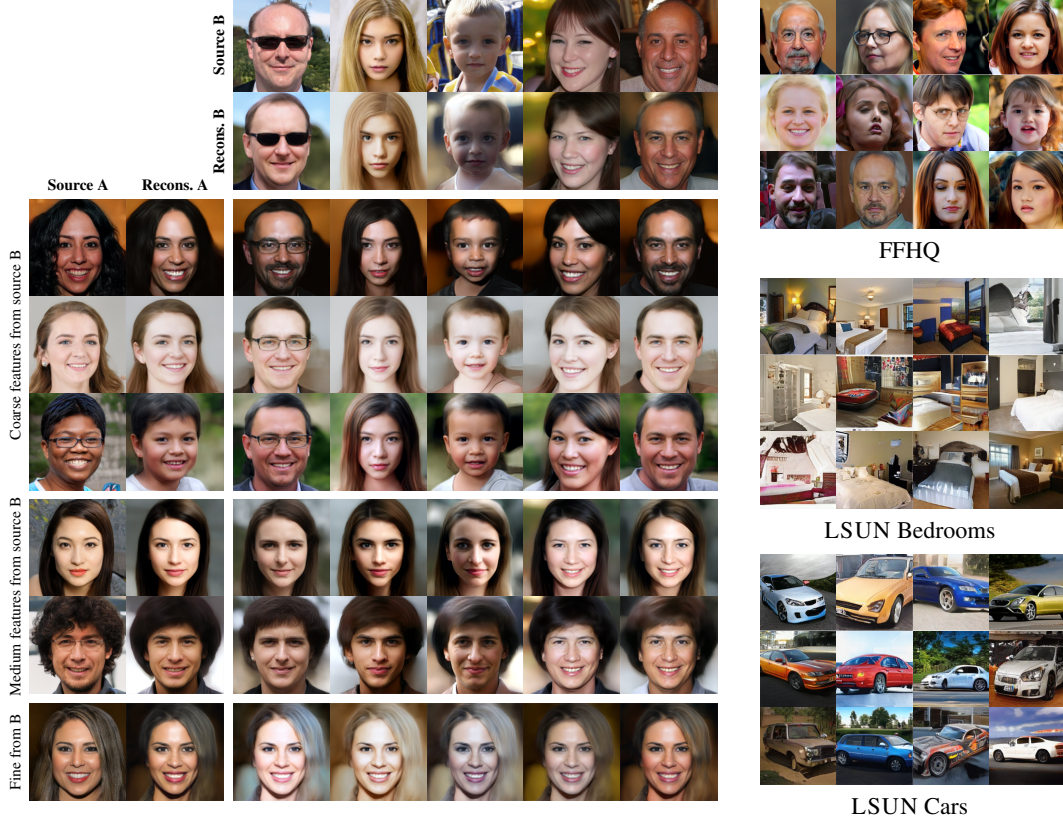 Source B
Recons. B
Source A
Recons. A
Coarse features from source B
Medium features from source B
Fine from B
FFHQ
LSUN Bedrooms
LSUN Cars